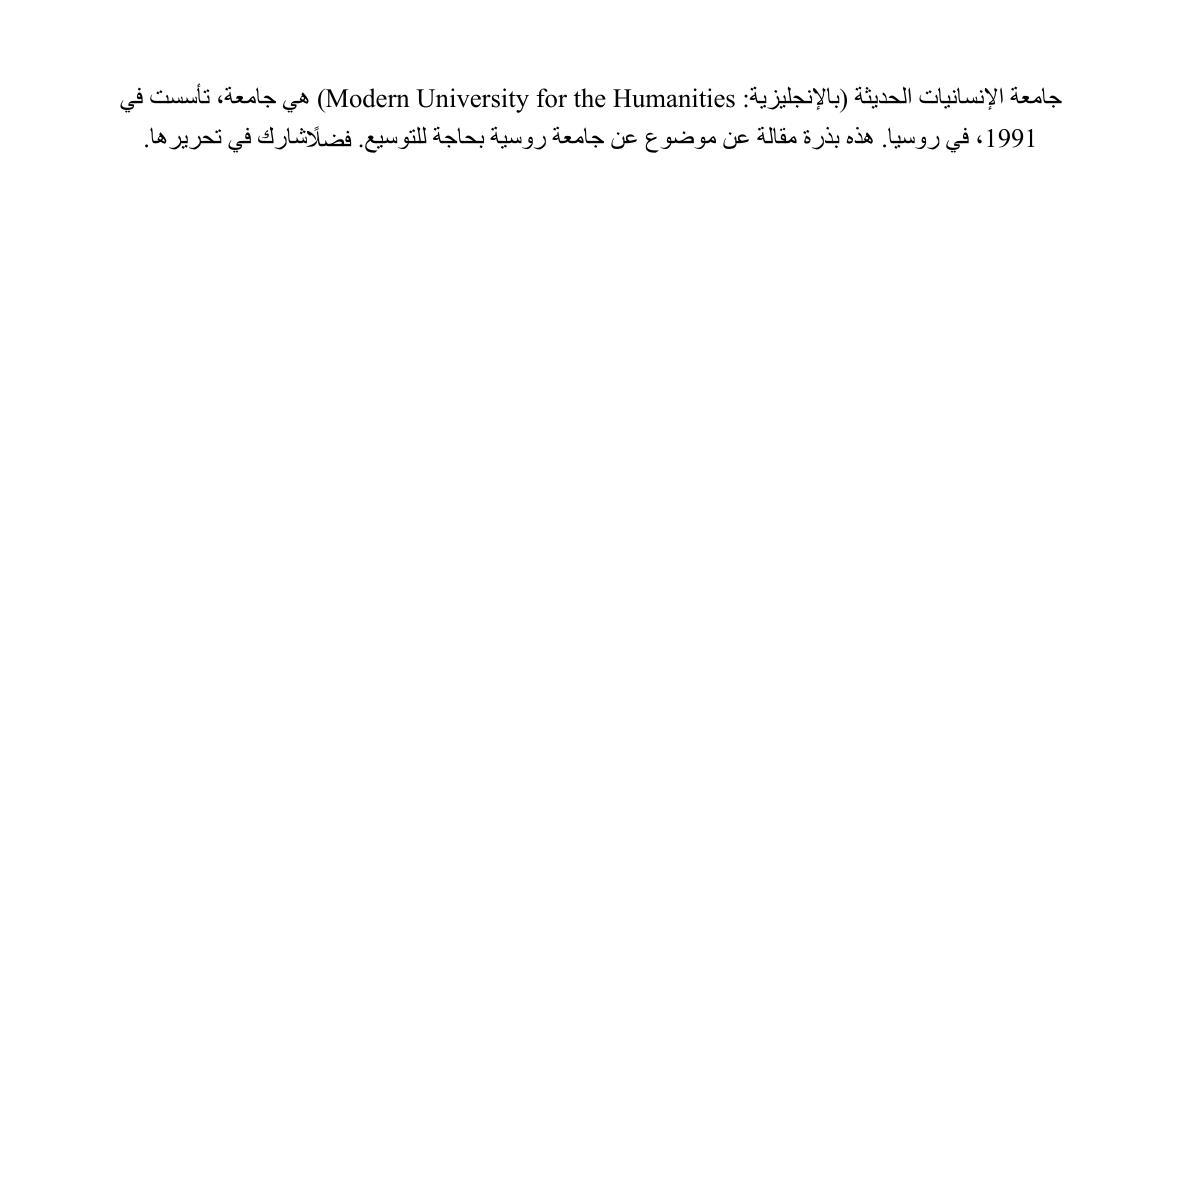 جامعة الإنسانيات الحديثة (بالإنجليزية: Modern University for the Humanities) هي جامعة، تأسست في
1991، في روسيا. هذه بذرة مقالة عن موضوع عن جامعة روسية بحاجة للتوسيع. فضلًاشارك في تحريرها.